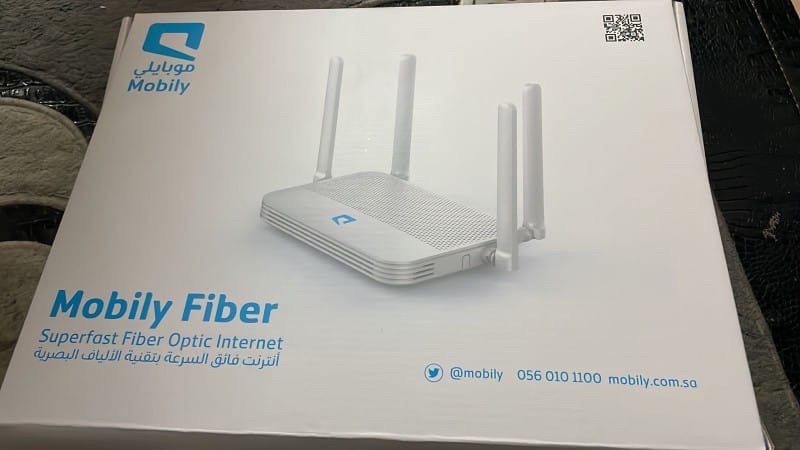 موبايلي
Mobily
Mobily Fiber
Superfast Fiber Optic Internet
أنترنت فائق السرعة بتقنية الألياف البصرية
@mobily 056 010 1100 mobily.com.sa